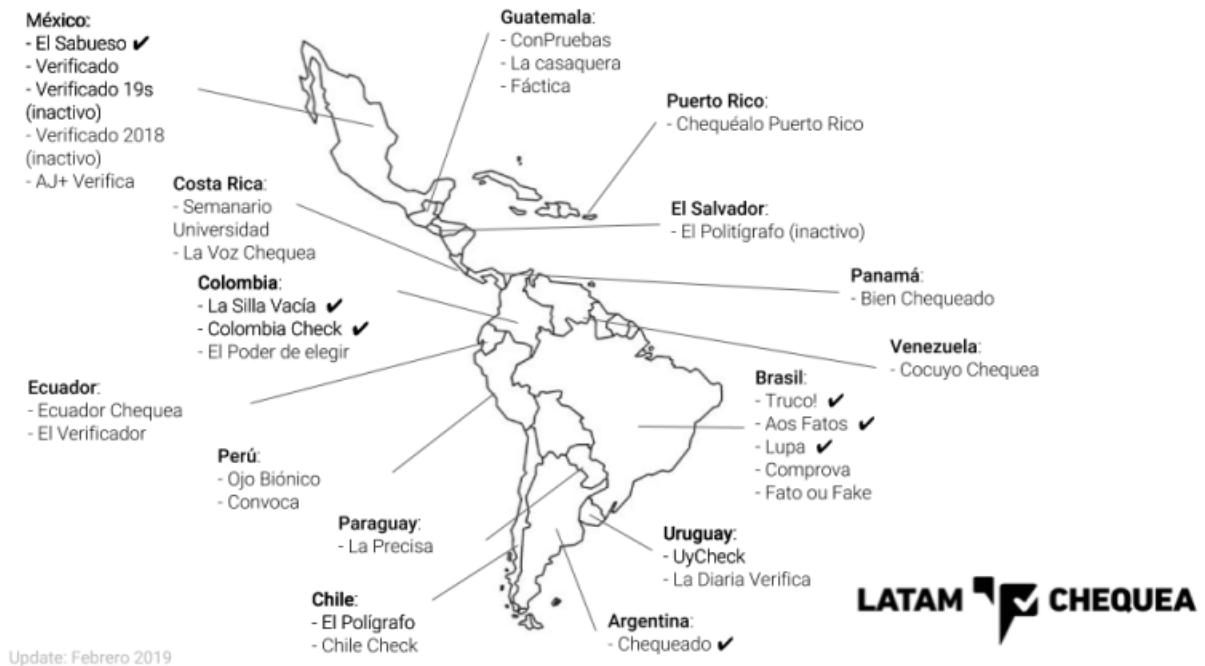 México:
- El Sabueso ✔
- Verificado
- Verificado 19s
(inactivo)
- Verificado 2018
(inactivo)
- AJ+ Verifica
Guatemala:
- ConPruebas
- La casaquera
- Fáctica
Puerto Rico:
- Chequéalo Puerto Rico
Costa Rica:
- Semanario
Universidad
- La Voz Chequea
El Salvador:
- El Politígrafo (inactivo)
Colombia:
- La Silla Vacía ✔
- Colombia Check ✔
- El Poder de elegir
Panamá:
- Bien Chequeado
Venezuela:
- Cocuyo Chequea
Ecuador:
- Ecuador Chequea
- El Verificador
Brasil:
- Truco! ✔
- Aos Fatos ✔
- Lupa ✔
- Comprova
- Fato ou Fake
Perú:
- Ojo Biónico
- Convoca
Paraguay:
- La Precisa
Uruguay:
- UyCheck
- La Diaria Verifica
Chile:
- El Polígrafo
- Chile Check
Argentina:
- Chequeado ✔
LATAM CHEQUEA
Update: Febrero 2019